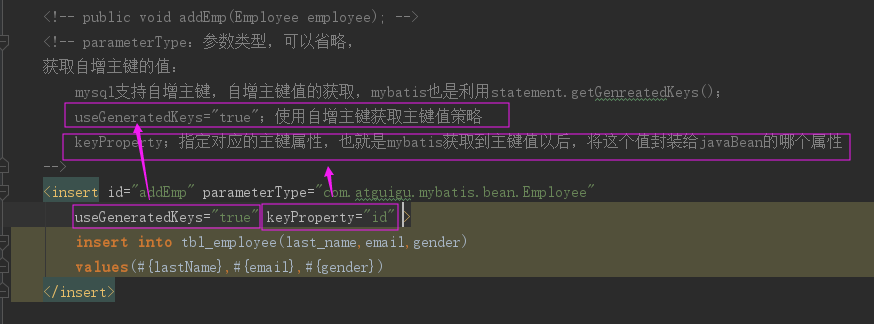 <!-- public void addEmp(Employee employee); -->
<!-- parameterType：参数类型，可以省略，
获取自增主键的值：
mysql支持自增主键，自增主键值的获取，mybatis也是利用statement.getGenreatedKeys()；
useGeneratedKeys="true"；使用自增主键获取主键值策略
keyProperty；指定对应的主键属性，也就是mybatis获取到主键值以后，将这个值封装给javaBean的哪个属性
-->
<insert id="addEmp" parameterType="com.atguigu.mybatis.bean.Employee"
useGeneratedKeys="true" keyProperty="id" >
insert into tbl_employee(last_name,email,gender)
values(#{lastName},#{email},#{gender})
</insert>